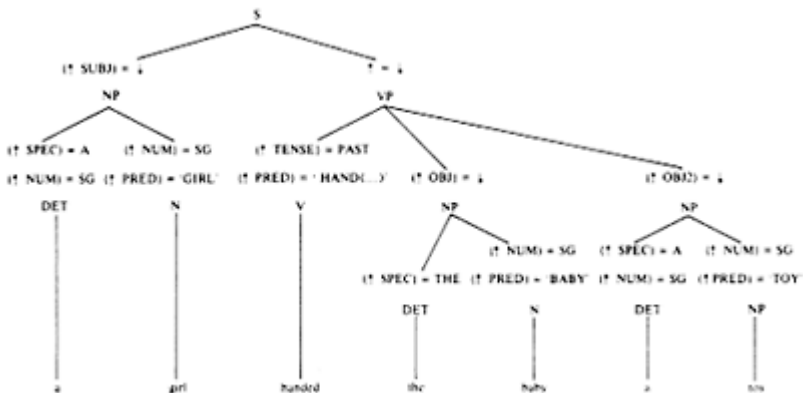 S
(↑ SUBJ) = ↓ ↑ = ↓
NP VP
(↑ SPEC) = A (↑ NUM) = SG (↑ TENSE) = PAST
(↑ NUM) = SG (↑ PRED) = 'GIRL' (↑ PRED) = 'HAND(...)' (↑ OBJ) = ↓ (↑ OBJ2) = ↓
DET N V NP NP
(↑ NUM) = SG (↑ SPEC) = A (↑ NUM) = SG
(↑ SPEC) = THE (↑ PRED) = 'BABY' (↑ NUM) = SG (↑ PRED) = 'TOY'
DET N DET NP
a girl handed the baby a